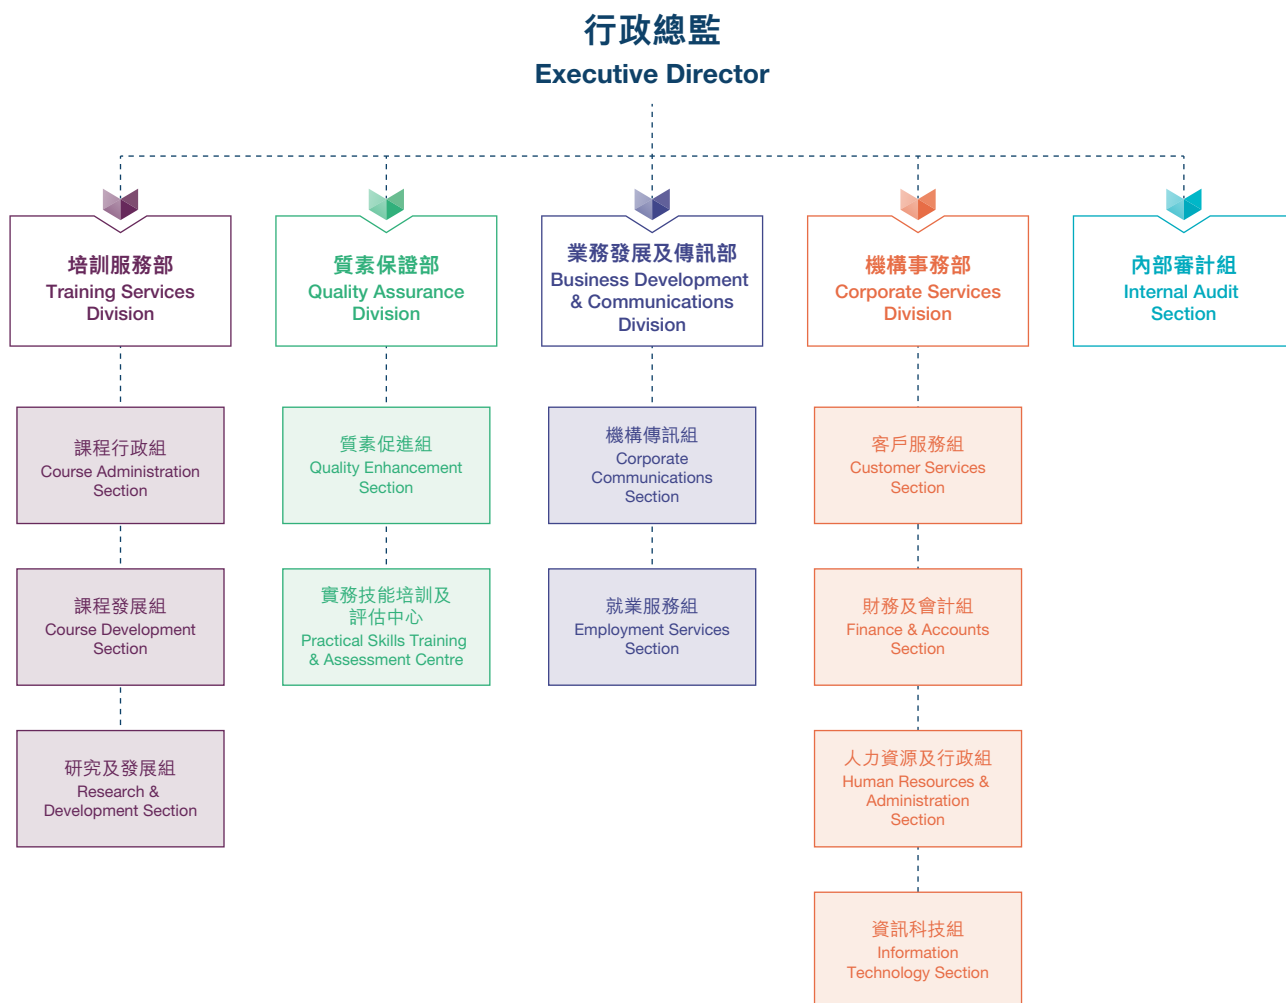 行政總監
Executive Director
培訓服務部
Training Services
Division
質素保證部
Quality Assurance
Division
業務發展及傳訊部
Business Development
& Communications
Division
機構事務部
Corporate Services
Division
內部審計組
Internal Audit
Section
課程行政組
Course Administration
Section
質素促進組
Quality Enhancement
Section
機構傳訊組
Corporate
Communications
Section
客戶服務組
Customer Services
Section
課程發展組
Course Development
Section
實務技能培訓及
評估中心
Practical Skills Training
& Assessment Centre
就業服務組
Employment Services
Section
財務及會計組
Finance & Accounts
Section
研究及發展組
Research &
Development Section
人力資源及行政組
Human Resources &
Administration
Section
資訊科技組
Information
Technology Section